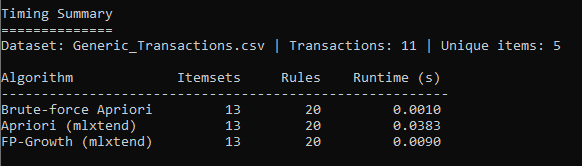 Timing Summary
==============
Dataset: Generic_Transactions.csv | Transactions: 11 | Unique items: 5
Algorithm Itemsets Rules Runtime (s)
--------------------------------------------------------
Brute-force Apriori 13 20 0.0010
Apriori (mlxtend) 13 20 0.0383
FP-Growth (mlxtend) 13 20 0.0090